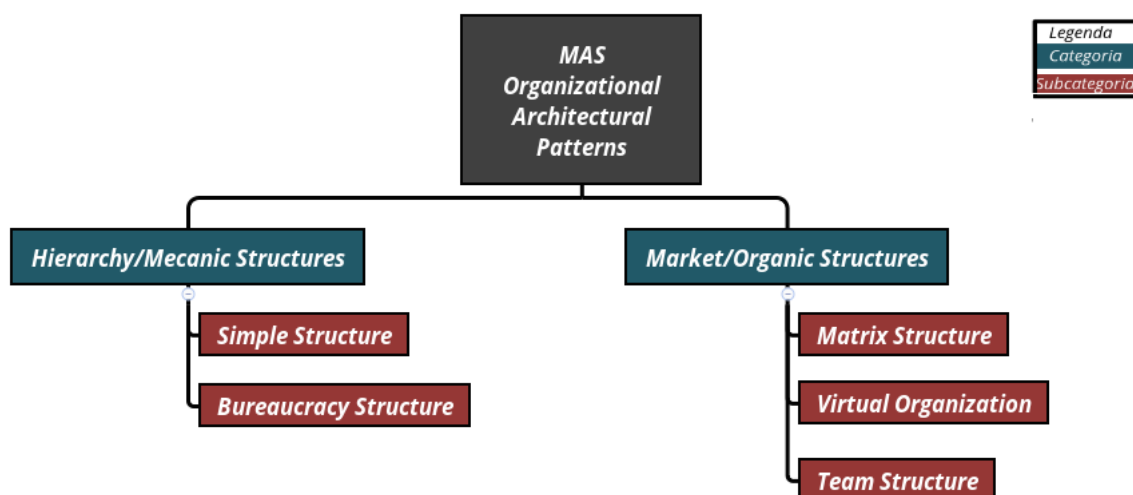 MAS
Organizational
Architectural
Patterns
Legenda
Categoria
Subcategoria
Hierarchy/Mecanic Structures
Market/Organic Structures
Simple Structure
Matrix Structure
Bureaucracy Structure
Virtual Organization
Team Structure